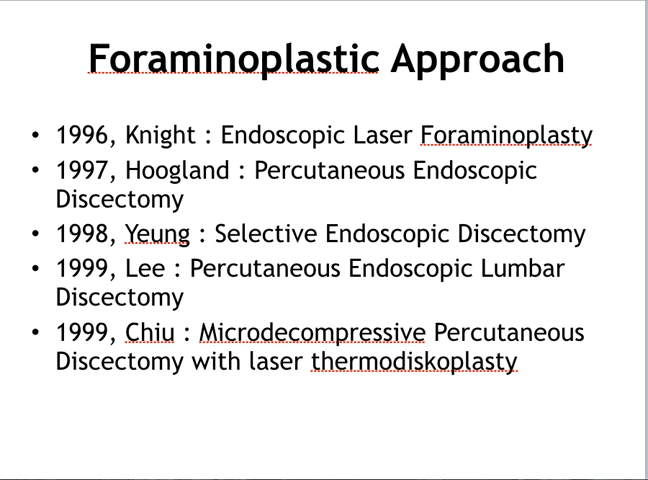 Foraminoplastic Approach
• 1996, Knight : Endoscopic Laser Foraminoplasty
• 1997, Hoogland : Percutaneous Endoscopic
Discectomy
• 1998, Yeung : Selective Endoscopic Discectomy
• 1999, Lee : Percutaneous Endoscopic Lumbar
Discectomy
• 1999, Chiu : Microdecompressive Percutaneous
Discectomy with laser thermodiskoplasty